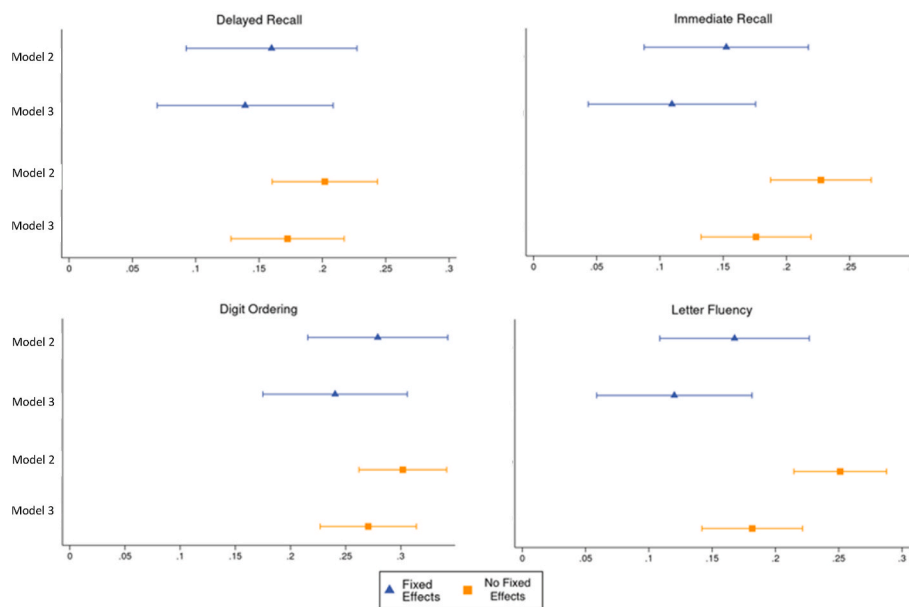 Delayed Recall
Model 2
Model 3
Model 2
Model 3
0 .05 .1 .15 .2 .25 .3
Immediate Recall
0 .05 .1 .15 .2 .25
Digit Ordering
Model 2
Model 3
Model 2
Model 3
0 .05 .1 .15 .2 .25 .3
Letter Fluency
0 .05 .1 .15 .2 .25 .3
Fixed
Effects
No Fixed
Effects